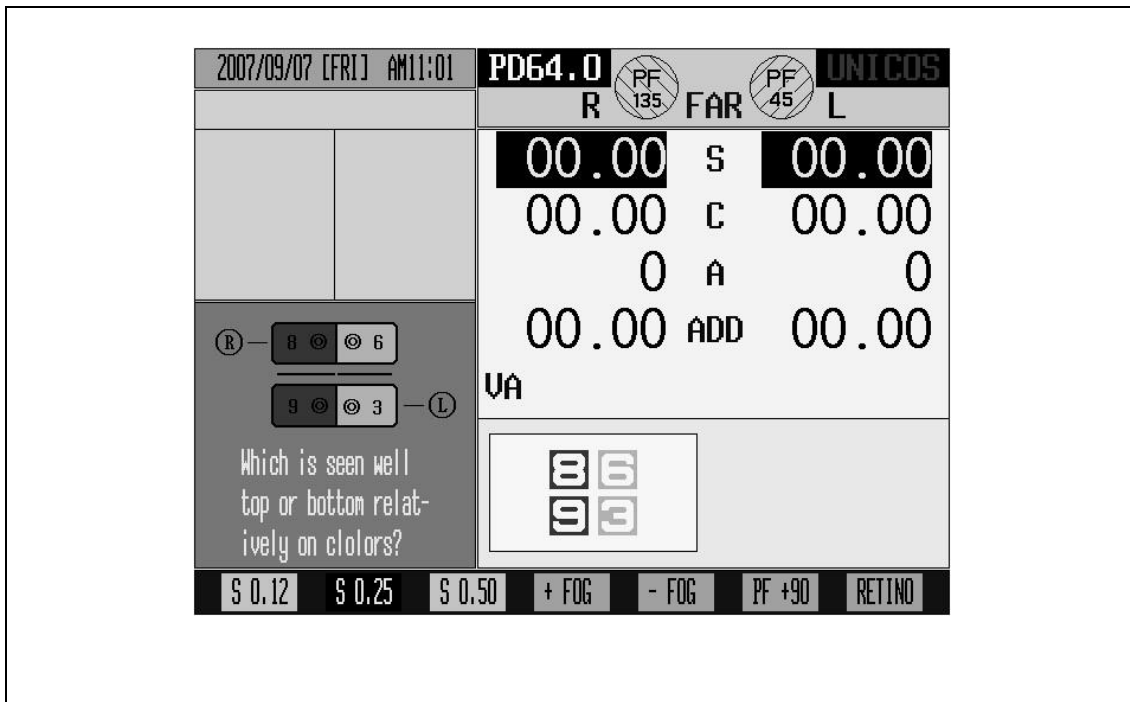 2007/09/07 [FRI] AM11:01
PD64.0 PF 135 PF 45 UNICOS
R FAR L
00.00 S 00.00
00.00 C 00.00
0 A 0
00.00 ADD 00.00
VA
R 8 6
9 3 L
Which is seen well
top or bottom relat-
ively on clolors?
8 6
9 3
S 0.12 S 0.25 S 0.50 + FOG - FOG PF +90 RETINO